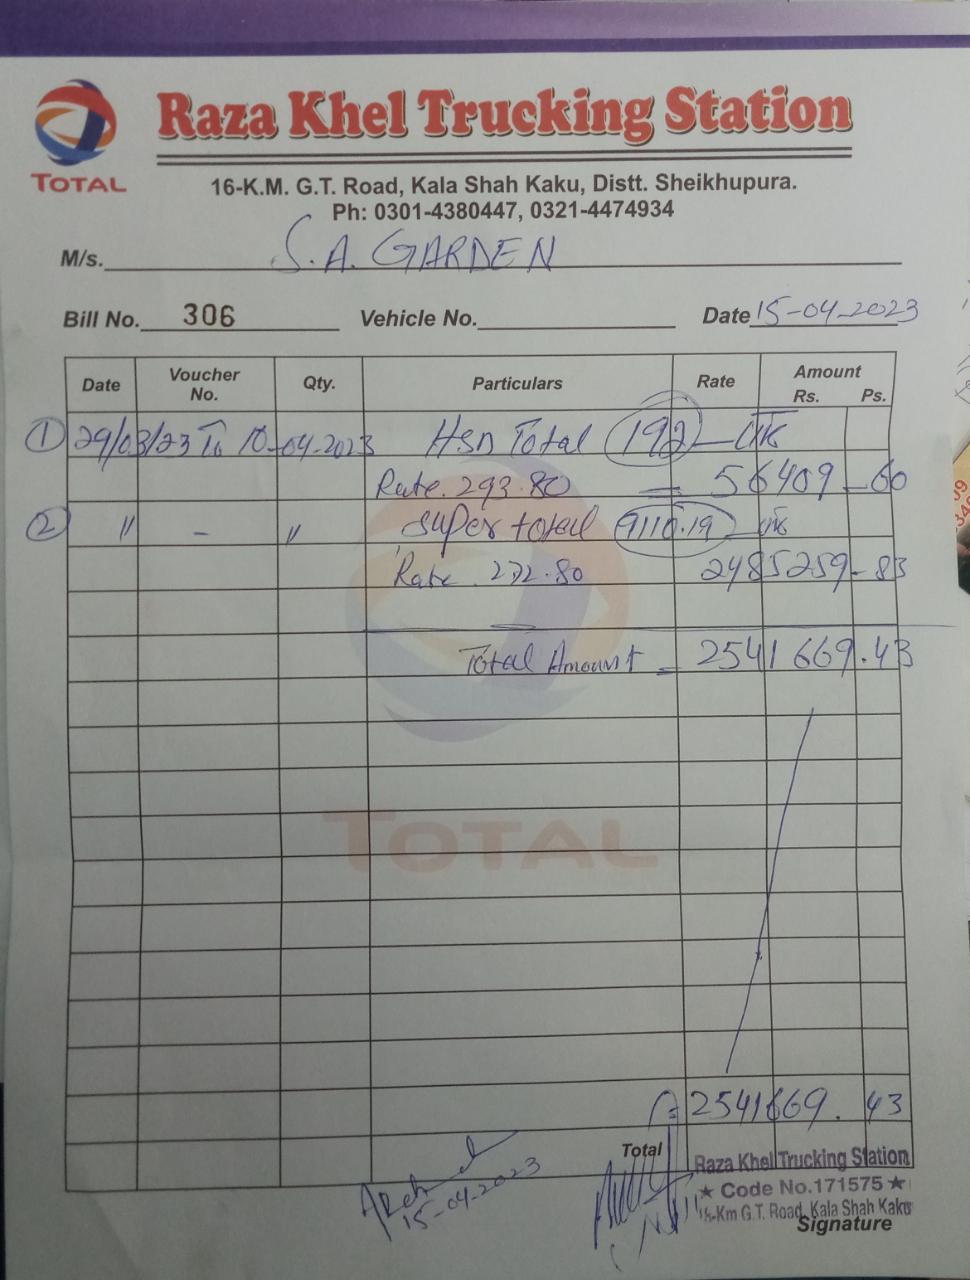 Raza Khel Trucking Station
TOTAL
16-K.M. G.T. Road, Kala Shah Kaku, Distt. Sheikhupura.
Ph: 0301-4380447, 0321-4474934
M/s. S.A. GARDEN
Bill No. 306 Vehicle No. Date 15-04-2023
Date Voucher No. Qty. Particulars Rate Amount Rs. Ps.
① 29/03/23 To 10-04-2023 HSD Total 192
Rate. 293.80 = 56409-60
② " - " Super total 9110.19
Rate. 272.80 2485259-83
Total Amount = 2541669.43
TOTAL
2541669. 43
Total
15-04-2023
Raza Khel Trucking Station
★ Code No.171575 ★
16-Km G.T. Road, Kala Shah Kaku
Signature